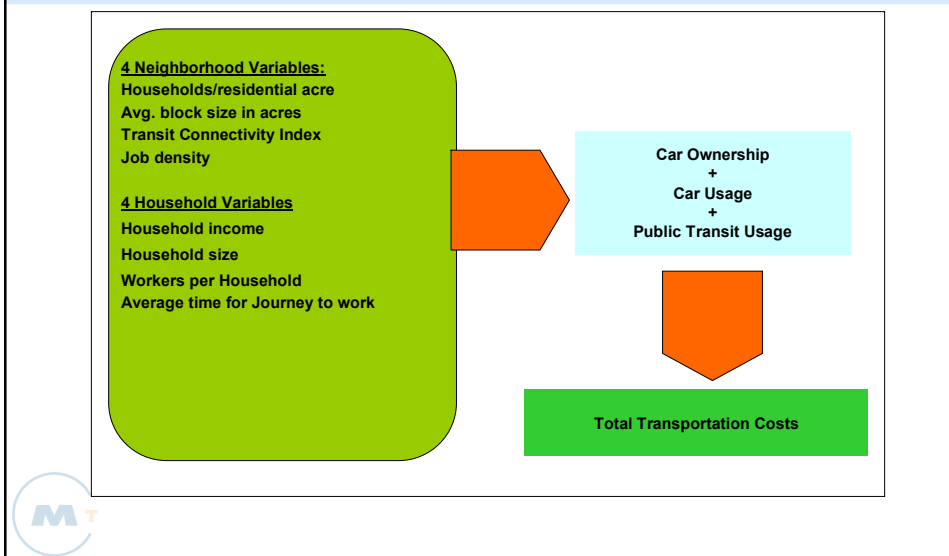 4 Neighborhood Variables:
Households/residential acre
Avg. block size in acres
Transit Connectivity Index
Job density
4 Household Variables
Household income
Household size
Workers per Household
Average time for Journey to work
Car Ownership
+
Car Usage
+
Public Transit Usage
Total Transportation Costs
M T